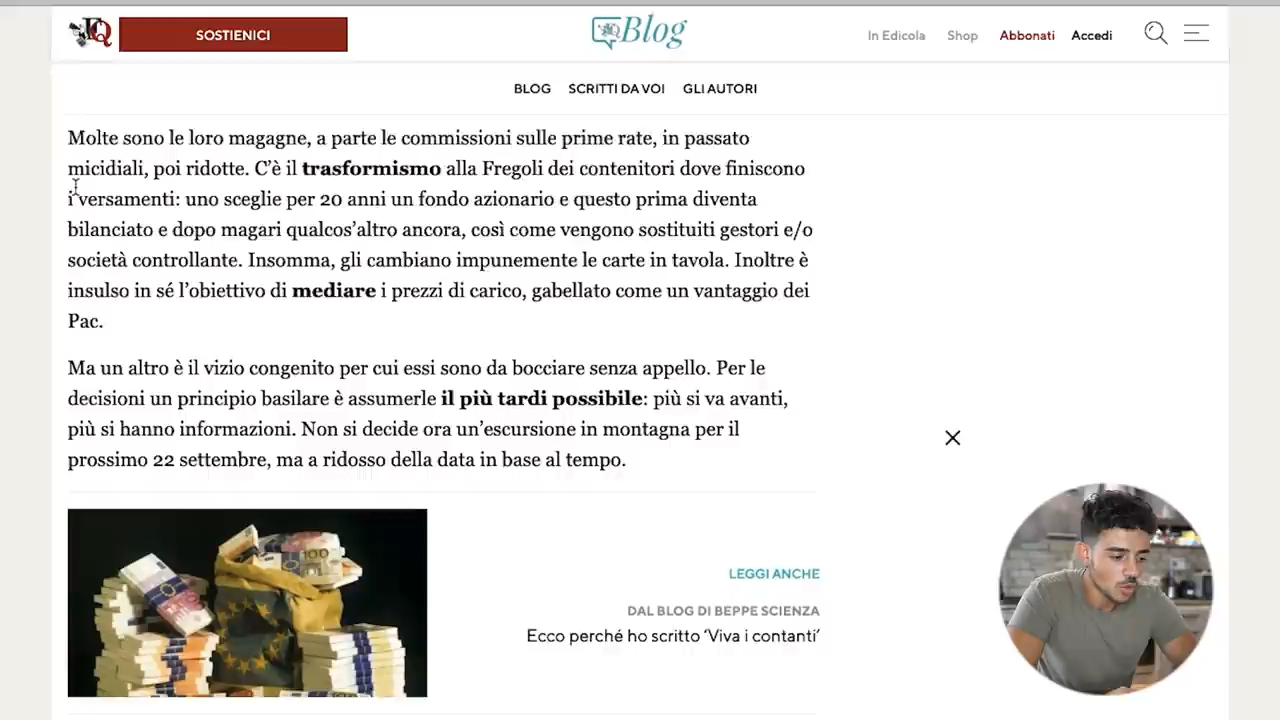 FQ
SOSTIENICI
Blog
In Edicola
Shop
Abbonati
Accedi
BLOG
SCRITTI DA VOI
GLI AUTORI
Molte sono le loro magagne, a parte le commissioni sulle prime rate, in passato
micidiali, poi ridotte. C’è il trasformismo alla Fregoli dei contenitori dove finiscono
i versamenti: uno sceglie per 20 anni un fondo azionario e questo prima diventa
bilanciato e dopo magari qualcos’altro ancora, così come vengono sostituiti gestori e/o
società controllante. Insomma, gli cambiano impunemente le carte in tavola. Inoltre è
insulso in sé l’obiettivo di mediare i prezzi di carico, gabellato come un vantaggio dei
Pac.
Ma un altro è il vizio congenito per cui essi sono da bocciare senza appello. Per le
decisioni un principio basilare è assumerle il più tardi possibile: più si va avanti,
più si hanno informazioni. Non si decide ora un’escursione in montagna per il
prossimo 22 settembre, ma a ridosso della data in base al tempo.
100
LEGGI ANCHE
DAL BLOG DI BEPPE SCIENZA
Ecco perché ho scritto ‘Viva i contanti’